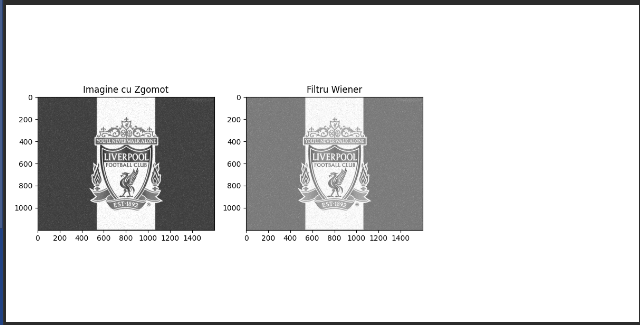 Imagine cu Zgomot
0
200
400
600
800
1000
0 200 400 600 800 1000 1200 1400
LIVERPOOL
FOOTBALL CLUB
EST·1892
Filtru Wiener
0
200
400
600
800
1000
0 200 400 600 800 1000 1200 1400
LIVERPOOL
FOOTBALL CLUB
EST·1892